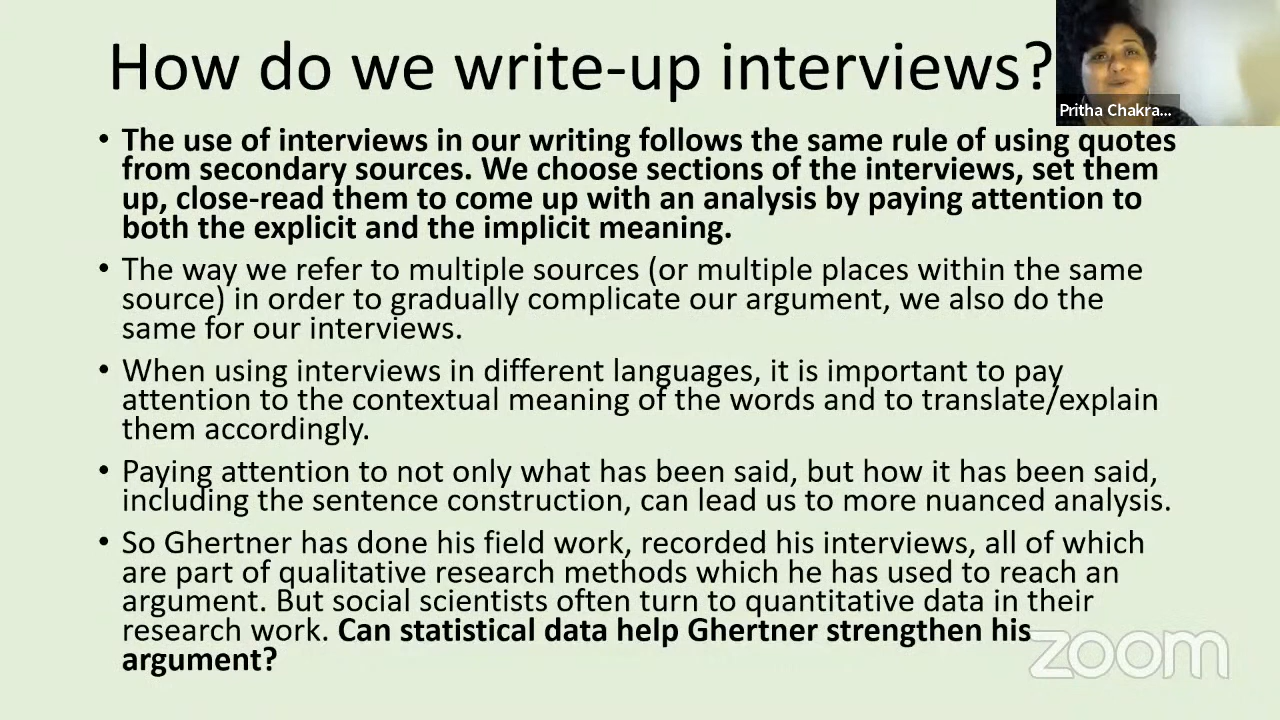 How do we write-up interviews?
Pritha Chakra...
• The use of interviews in our writing follows the same rule of using quotes
from secondary sources. We choose sections of the interviews, set them
up, close-read them to come up with an analysis by paying attention to
both the explicit and the implicit meaning.
• The way we refer to multiple sources (or multiple places within the same
source) in order to gradually complicate our argument, we also do the
same for our interviews.
• When using interviews in different languages, it is important to pay
attention to the contextual meaning of the words and to translate/explain
them accordingly.
• Paying attention to not only what has been said, but how it has been said,
including the sentence construction, can lead us to more nuanced analysis.
• So Ghertner has done his field work, recorded his interviews, all of which
are part of qualitative research methods which he has used to reach an
argument. But social scientists often turn to quantitative data in their
research work. Can statistical data help Ghertner strengthen his
argument?
zoom